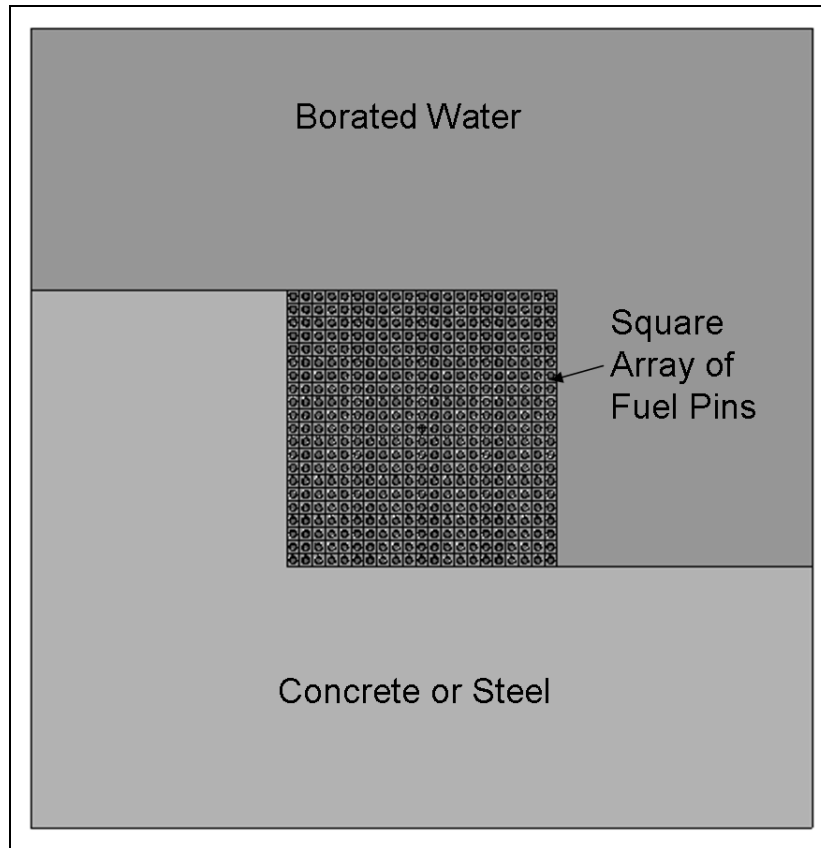 Borated Water
Square
Array of
Fuel Pins
Concrete or Steel